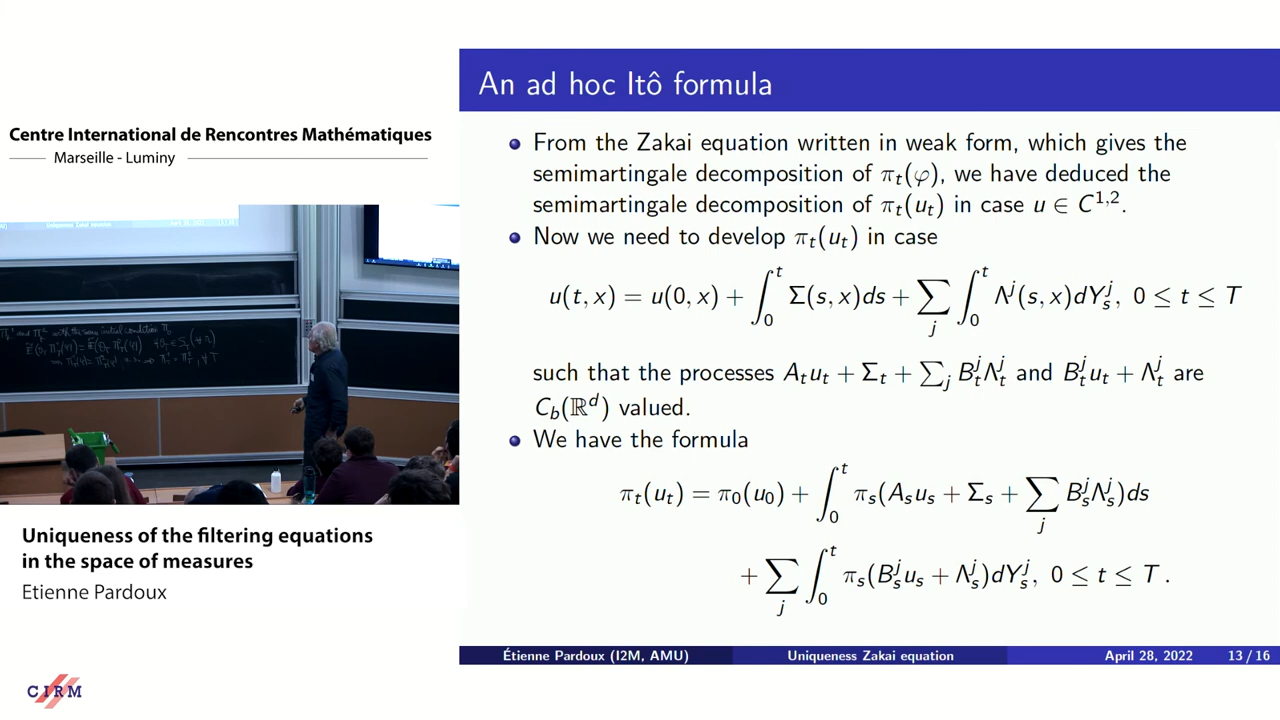 Centre International de Rencontres Mathématiques
Marseille - Luminy
Uniqueness of the filtering equations
in the space of measures
Etienne Pardoux
CIRM
An ad hoc Itô formula
From the Zakai equation written in weak form, which gives the
semimartingale decomposition of π_t(φ), we have deduced the
semimartingale decomposition of π_t(u_t) in case u ∈ C^{1,2}.
Now we need to develop π_t(u_t) in case
u(t, x) = u(0, x) + ∫_0^t Σ(s, x)ds + ∑_j ∫_0^t Λ^j(s, x)dY_s^j, 0 ≤ t ≤ T
such that the processes A_t u_t + Σ_t + ∑_j B_t^j Λ_t^j and B_t^j u_t + Λ_t^j are
C_b(ℝ^d) valued.
We have the formula
π_t(u_t) = π_0(u_0) + ∫_0^t π_s(A_s u_s + Σ_s + ∑_j B_s^j Λ_s^j)ds
+ ∑_j ∫_0^t π_s(B_s^j u_s + Λ_s^j)dY_s^j, 0 ≤ t ≤ T.
Étienne Pardoux (I2M, AMU) Uniqueness Zakai equation April 28, 2022 13 / 16